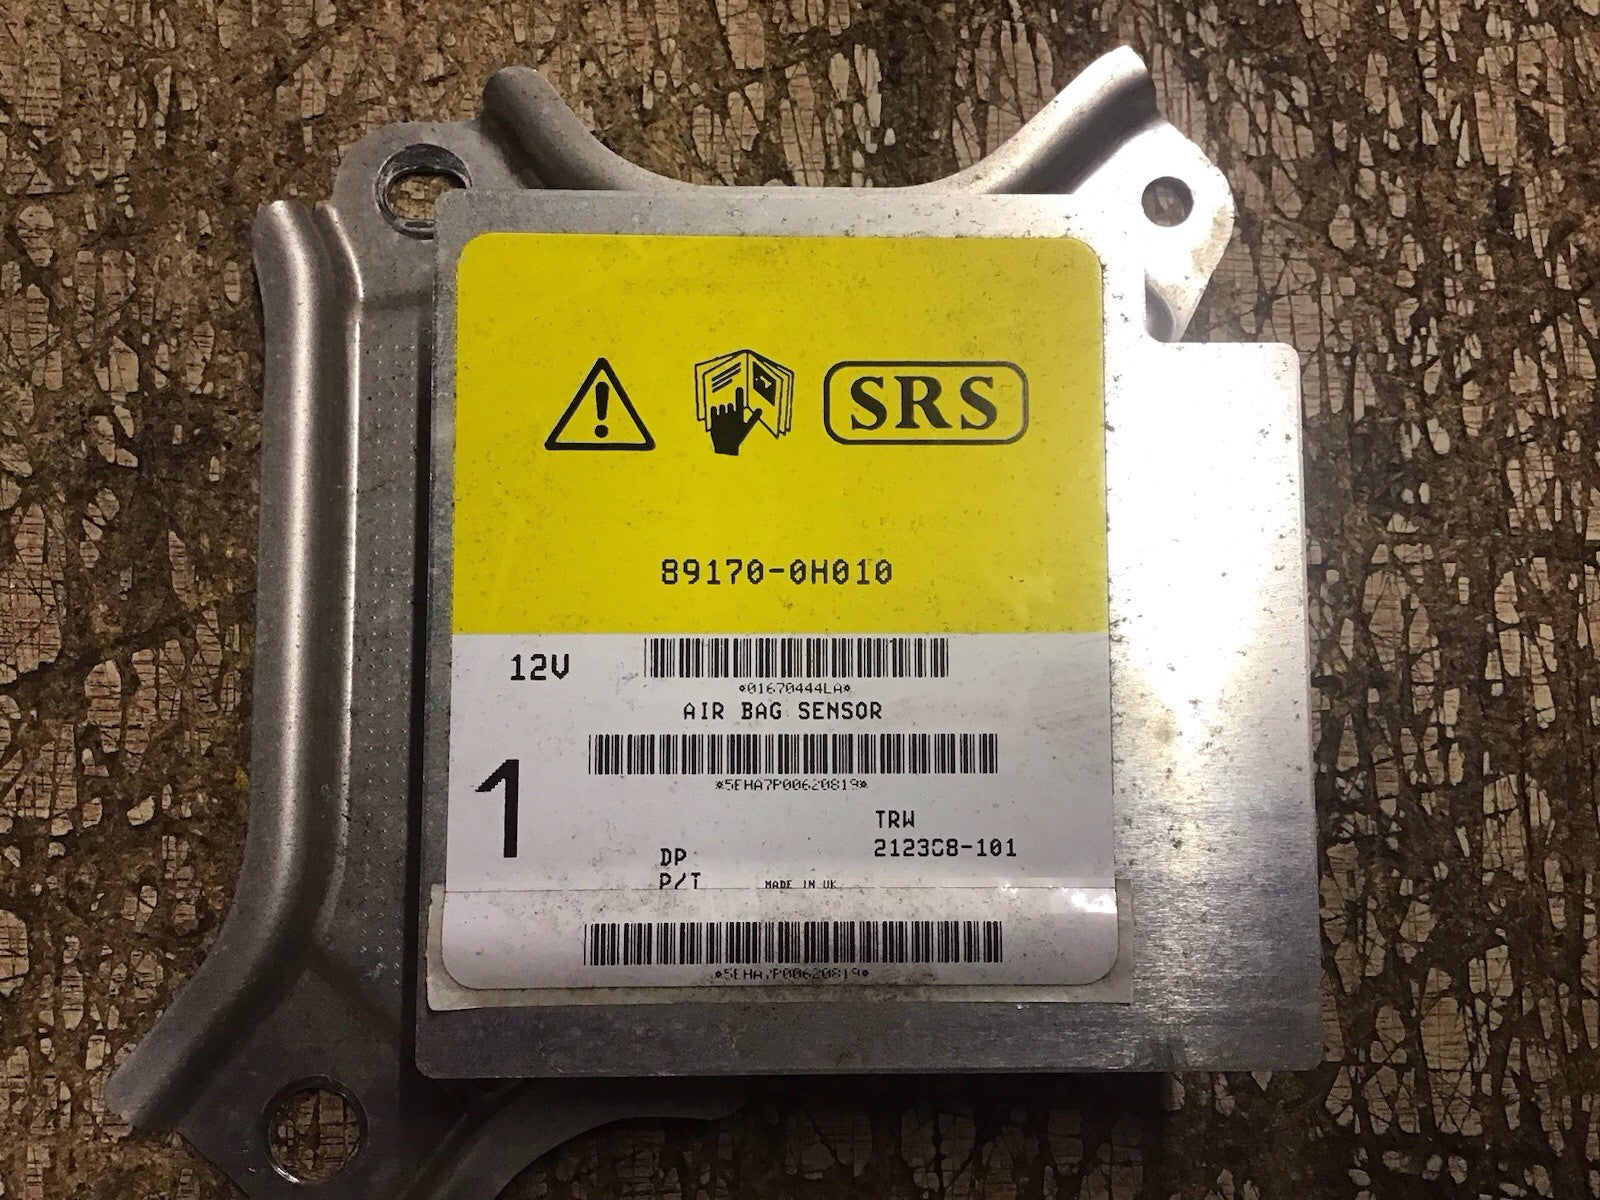 SRS
89170-0H010
12V
*01670444LA*
AIR BAG SENSOR
1
*5EHA7P00620819*
TRW
212368-101
DP
P/T
MADE IN UK
*5EHA7P00620819*